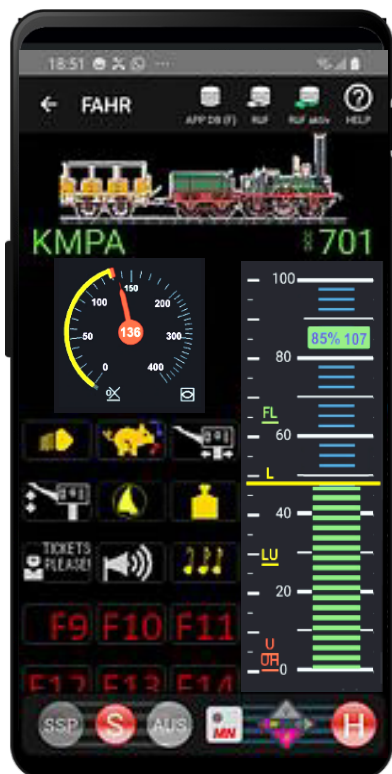 18:51
FAHR
APP DB (F) RUF RUF aktiv HELP
KMPA 701
0 50 100 150 200 300 400
136
100
85% 107
80
FL
60
L
40
LU
20
U
0
TICKETS
PLEASE!
F9 F10 F11
F12 F13 F14
SSP S AUS MN H